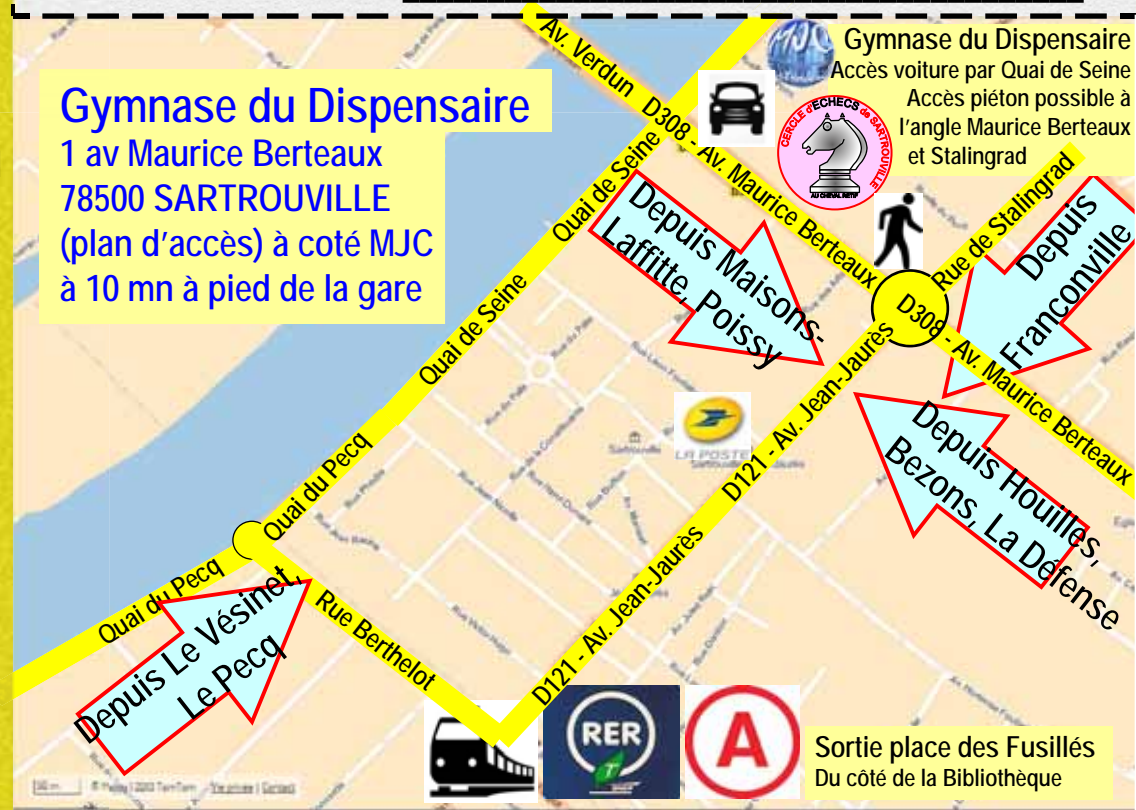 Gymnase du Dispensaire
1 av Maurice Berteaux
78500 SARTROUVILLE
(plan d'accès) à coté MJC
à 10 mn à pied de la gare
MJC
Gymnase du Dispensaire
Accès voiture par Quai de Seine
Accès piéton possible à
l'angle Maurice Berteaux
et Stalingrad
CERCLE d'ECHECS de SARTROUVILLE
AU CHEVAL RETIF
Av. Verdun
D308 - Av. Maurice Berteaux
Quai de Seine
Rue de Stalingrad
Depuis Maisons-
Laffitte, Poissy
Depuis
Franconville
D308 - Av. Maurice Berteaux
Quai de Seine
D121 - Av. Jean-Jaurès
LA POSTE
Depuis Houilles,
Bezons, La Défense
Quai du Pecq
Quai du Pecq
Depuis Le Vésinet,
Le Pecq
Rue Berthelot
D121 - Av. Jean-Jaurès
RER
A
Sortie place des Fusillés
Du côté de la Bibliothèque